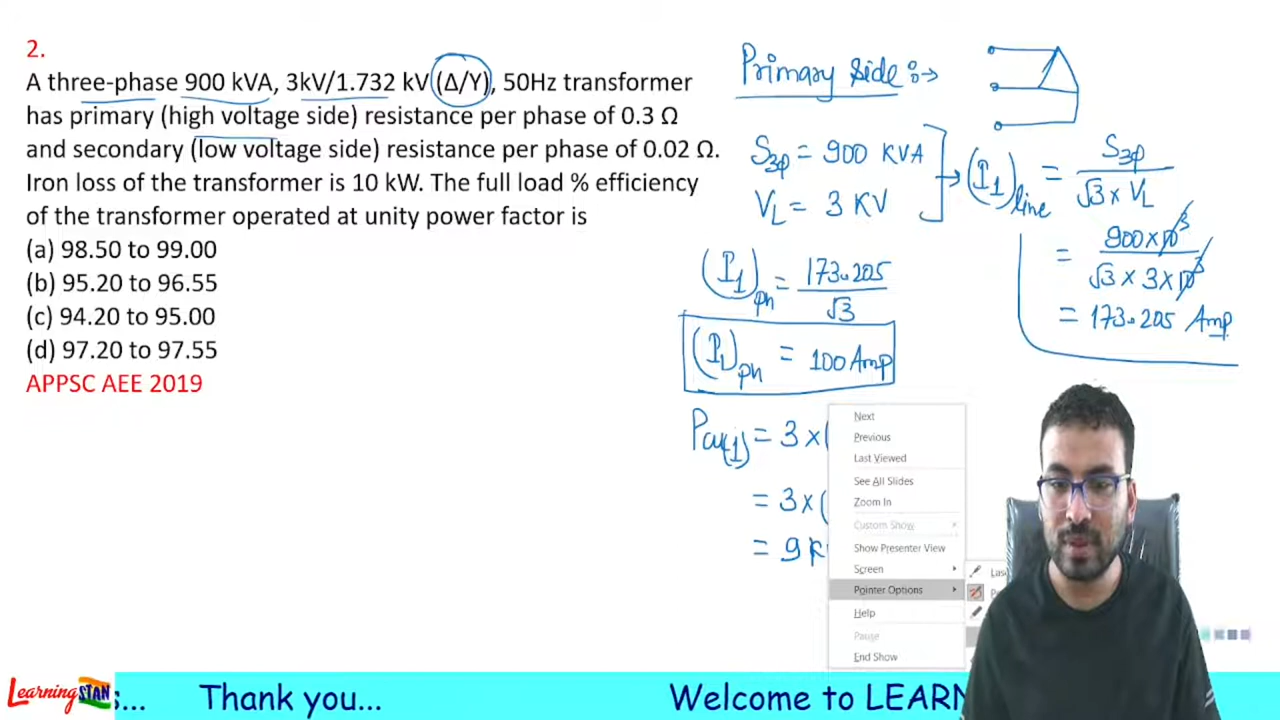 2.
A three-phase 900 kVA, 3kV/1.732 kV (Δ/Y), 50Hz transformer
has primary (high voltage side) resistance per phase of 0.3 Ω
and secondary (low voltage side) resistance per phase of 0.02 Ω.
Iron loss of the transformer is 10 kW. The full load % efficiency
of the transformer operated at unity power factor is
(a) 98.50 to 99.00
(b) 95.20 to 96.55
(c) 94.20 to 95.00
(d) 97.20 to 97.55
APPSC AEE 2019
Primary side :→
S3φ = 900 KVA
VL = 3 KV
(I1)line = S3φ / √3 × VL
= 900×10³ / √3 × 3×10³
= 173.205 Amp
(I1)ph = 173.205 / √3
(I1)ph = 100 Amp
Pcu(1) = 3×(
= 3×(
= 9 K
Next
Previous
Last Viewed
See All Slides
Zoom In
Custom Show
Show Presenter View
Screen
Pointer Options
Help
Pause
End Show
Las
LearningSTAN
s... Thank you... Welcome to LEARN